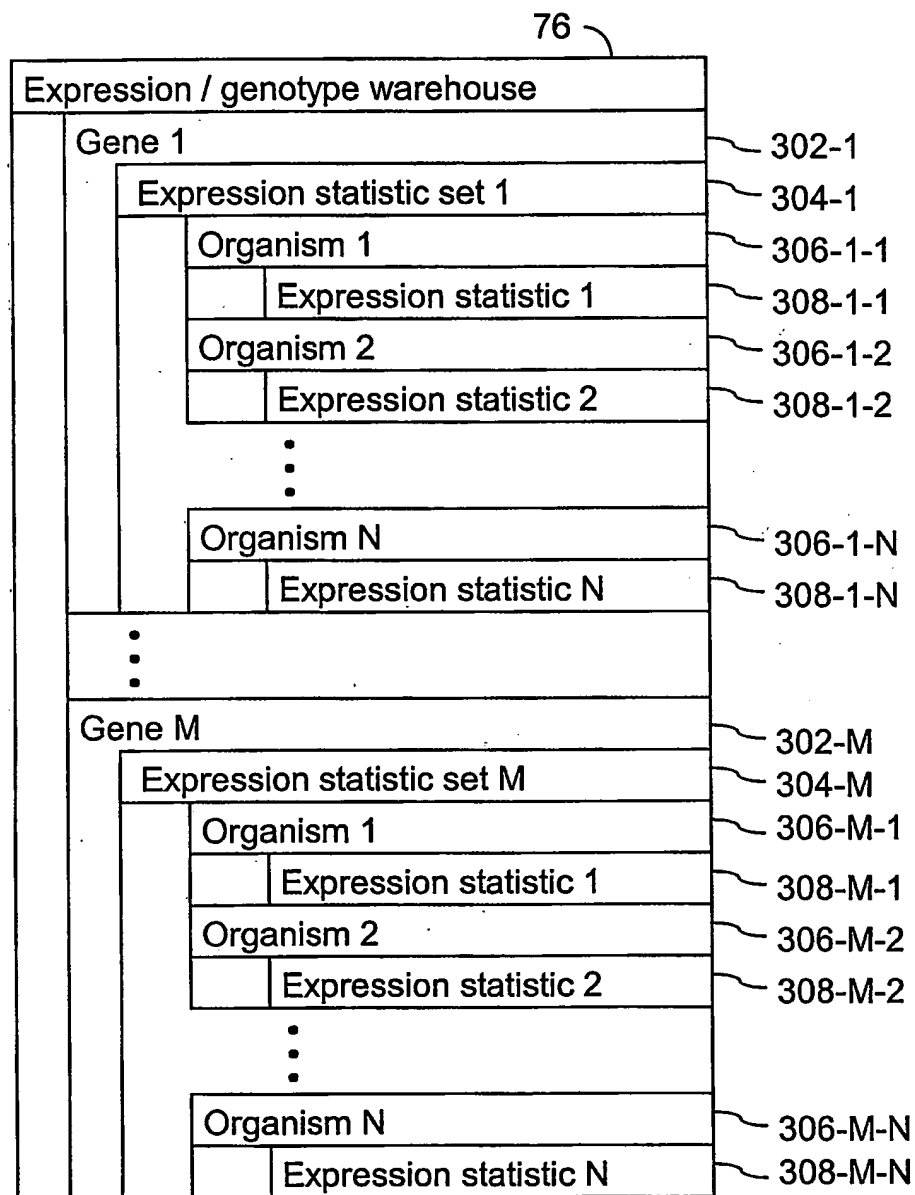 76
Expression / genotype warehouse
Gene 1 302-1
Expression statistic set 1 304-1
Organism 1 306-1-1
Expression statistic 1 308-1-1
Organism 2 306-1-2
Expression statistic 2 308-1-2
Organism N 306-1-N
Expression statistic N 308-1-N
Gene M 302-M
Expression statistic set M 304-M
Organism 1 306-M-1
Expression statistic 1 308-M-1
Organism 2 306-M-2
Expression statistic 2 308-M-2
Organism N 306-M-N
Expression statistic N 308-M-N